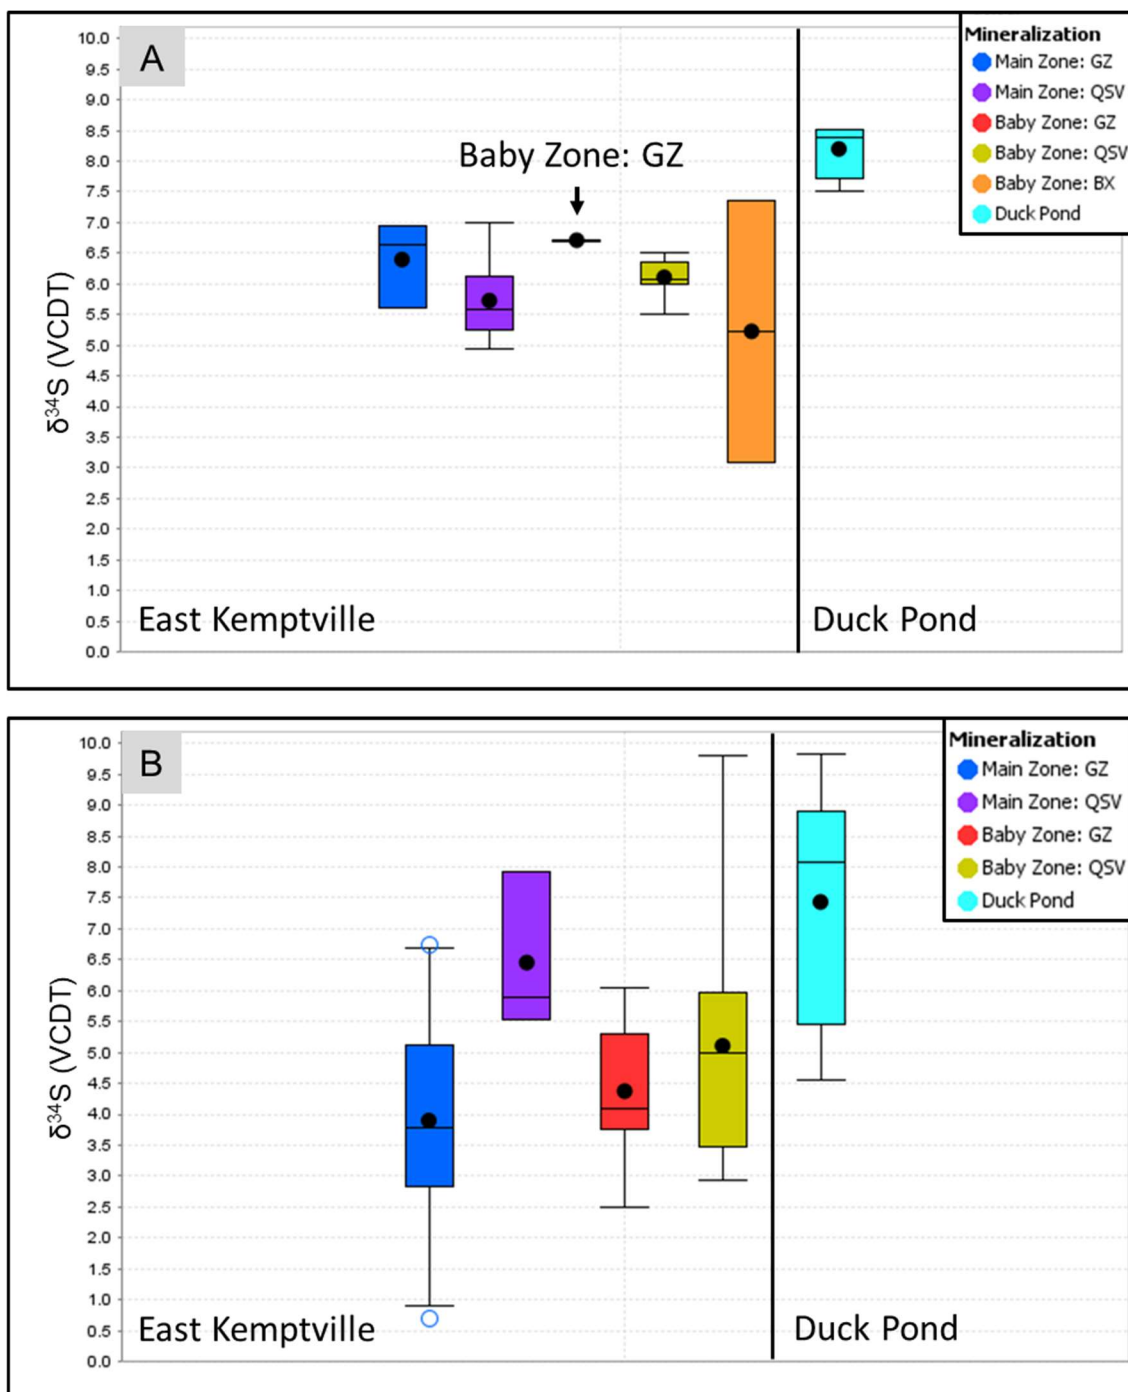 A
10.0
9.5
9.0
8.5
8.0
7.5
7.0
6.5
6.0
5.5
5.0
4.5
4.0
3.5
3.0
2.5
2.0
1.5
1.0
0.5
0.0
δ³⁴S (VCDT)
Baby Zone: GZ
East Kemptville
Duck Pond
Mineralization
Main Zone: GZ
Main Zone: QSV
Baby Zone: GZ
Baby Zone: QSV
Baby Zone: BX
Duck Pond
B
10.0
9.5
9.0
8.5
8.0
7.5
7.0
6.5
6.0
5.5
5.0
4.5
4.0
3.5
3.0
2.5
2.0
1.5
1.0
0.5
0.0
δ³⁴S (VCDT)
East Kemptville
Duck Pond
Mineralization
Main Zone: GZ
Main Zone: QSV
Baby Zone: GZ
Baby Zone: QSV
Duck Pond